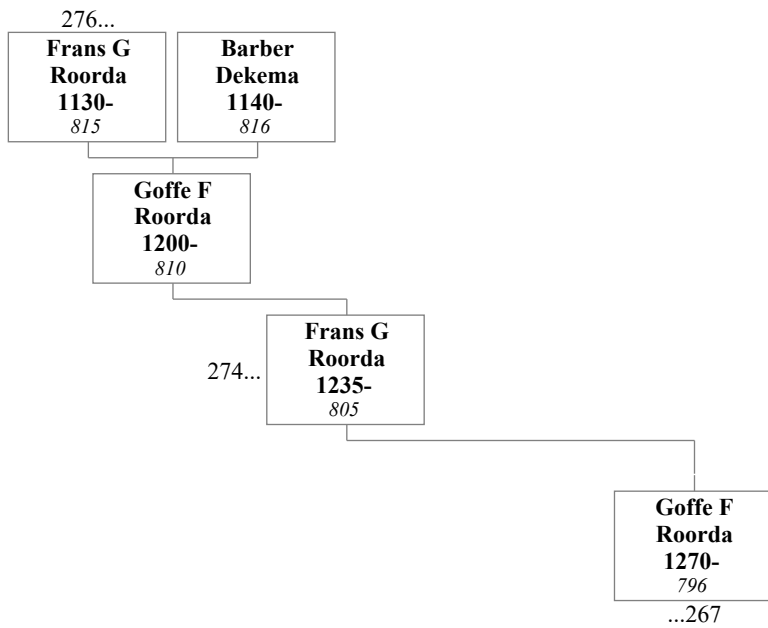 276...
Frans G
Roorda
1130-
815
Barber
Dekema
1140-
816
Goffe F
Roorda
1200-
810
274...
Frans G
Roorda
1235-
805
Goffe F
Roorda
1270-
796
...267